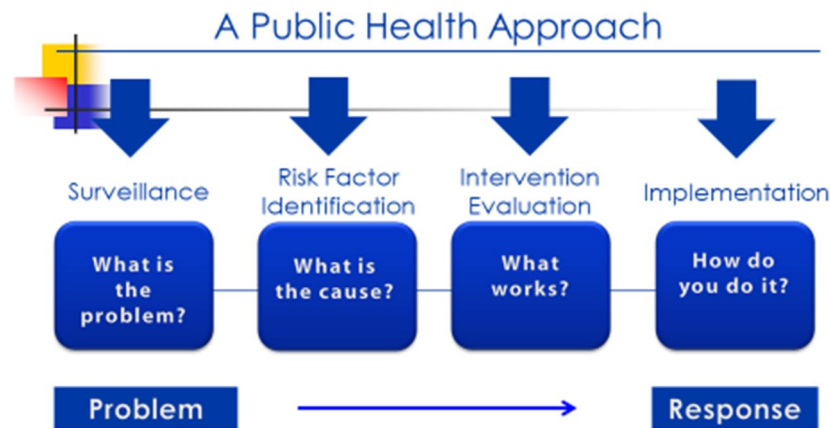 A Public Health Approach
Surveillance
Risk Factor
Identification
Intervention
Evaluation
Implementation
What is
the
problem?
What is
the cause?
What
works?
How do
you do it?
Problem
Response